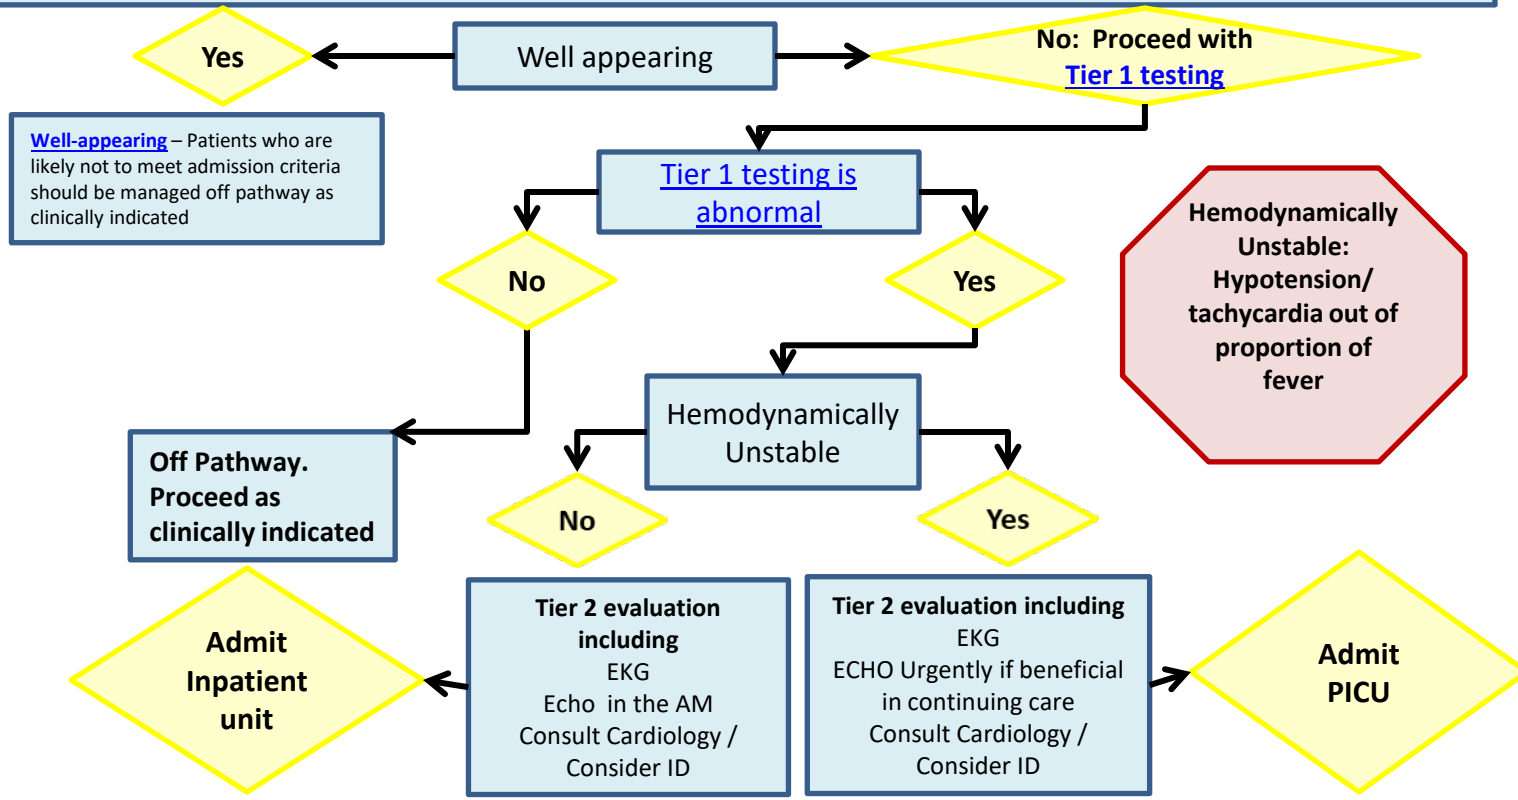 Yes
Well appearing
No:  Proceed with
Tier 1 testing
Well-appearing – Patients who are
likely not to meet admission criteria
should be managed off pathway as
clinically indicated
Tier 1 testing is
abnormal
Hemodynamically
Unstable:
Hypotension/
tachycardia out of
proportion of
fever
No
Yes
Hemodynamically
Unstable
Off Pathway.
Proceed as
clinically indicated
No
Yes
Admit
Inpatient
unit
Tier 2 evaluation
including
EKG
Echo  in the AM
Consult Cardiology /
Consider ID
Tier 2 evaluation including
EKG
ECHO Urgently if beneficial
in continuing care
Consult Cardiology /
Consider ID
Admit
PICU